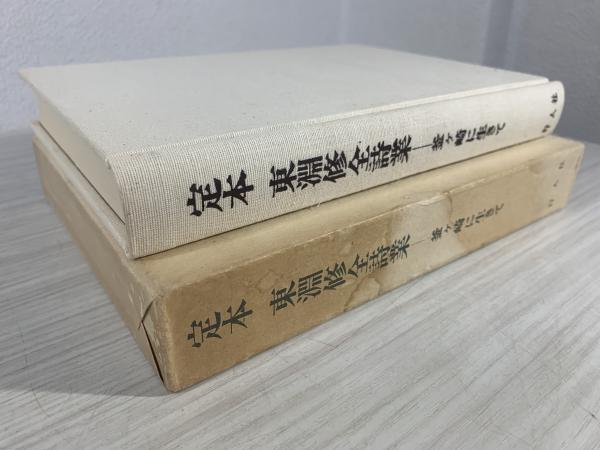 定本 東淵修全詩業──釜ヶ崎に生きて
定本 東淵修全詩業 釜ヶ崎に生きて